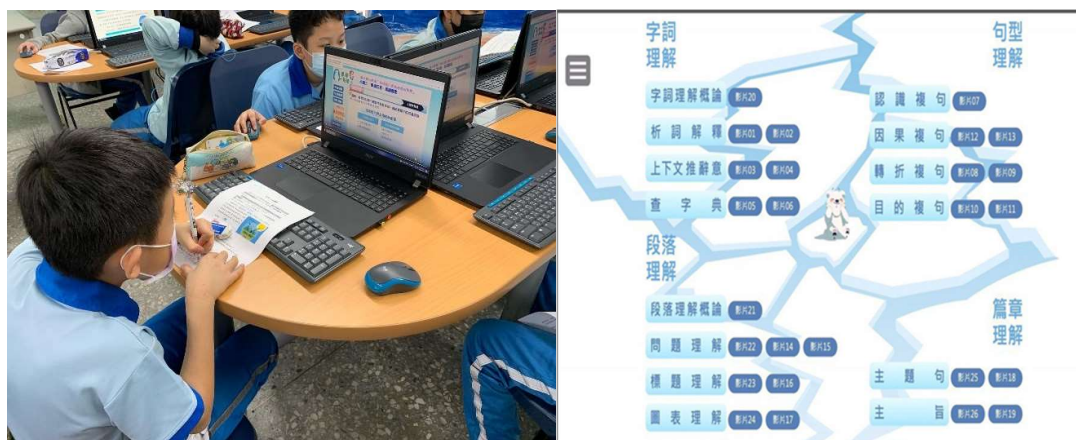 字詞
理解
字詞理解概論 影片20
析詞解釋 影片01 影片02
上下文推辭意 影片03 影片04
查字典 影片05 影片06
段落
理解
段落理解概論 影片21
問題理解 影片22 影片14 影片15
標題理解 影片23 影片16
圖表理解 影片24 影片17
句型
理解
認識複句 影片07
因果複句 影片12 影片13
轉折複句 影片08 影片09
目的複句 影片10 影片11
篇章
理解
主題句 影片25 影片18
主旨 影片26 影片19